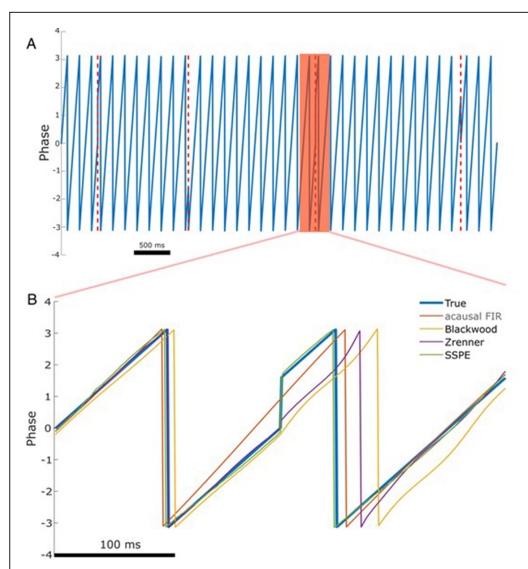 A
4
3
2
1
0
-1
-2
-3
-4
Phase
500 ms
B
4
3
2
1
0
-1
-2
-3
-4
Phase
True
acausal FIR
Blackwood
Zrenner
SSPE
100 ms